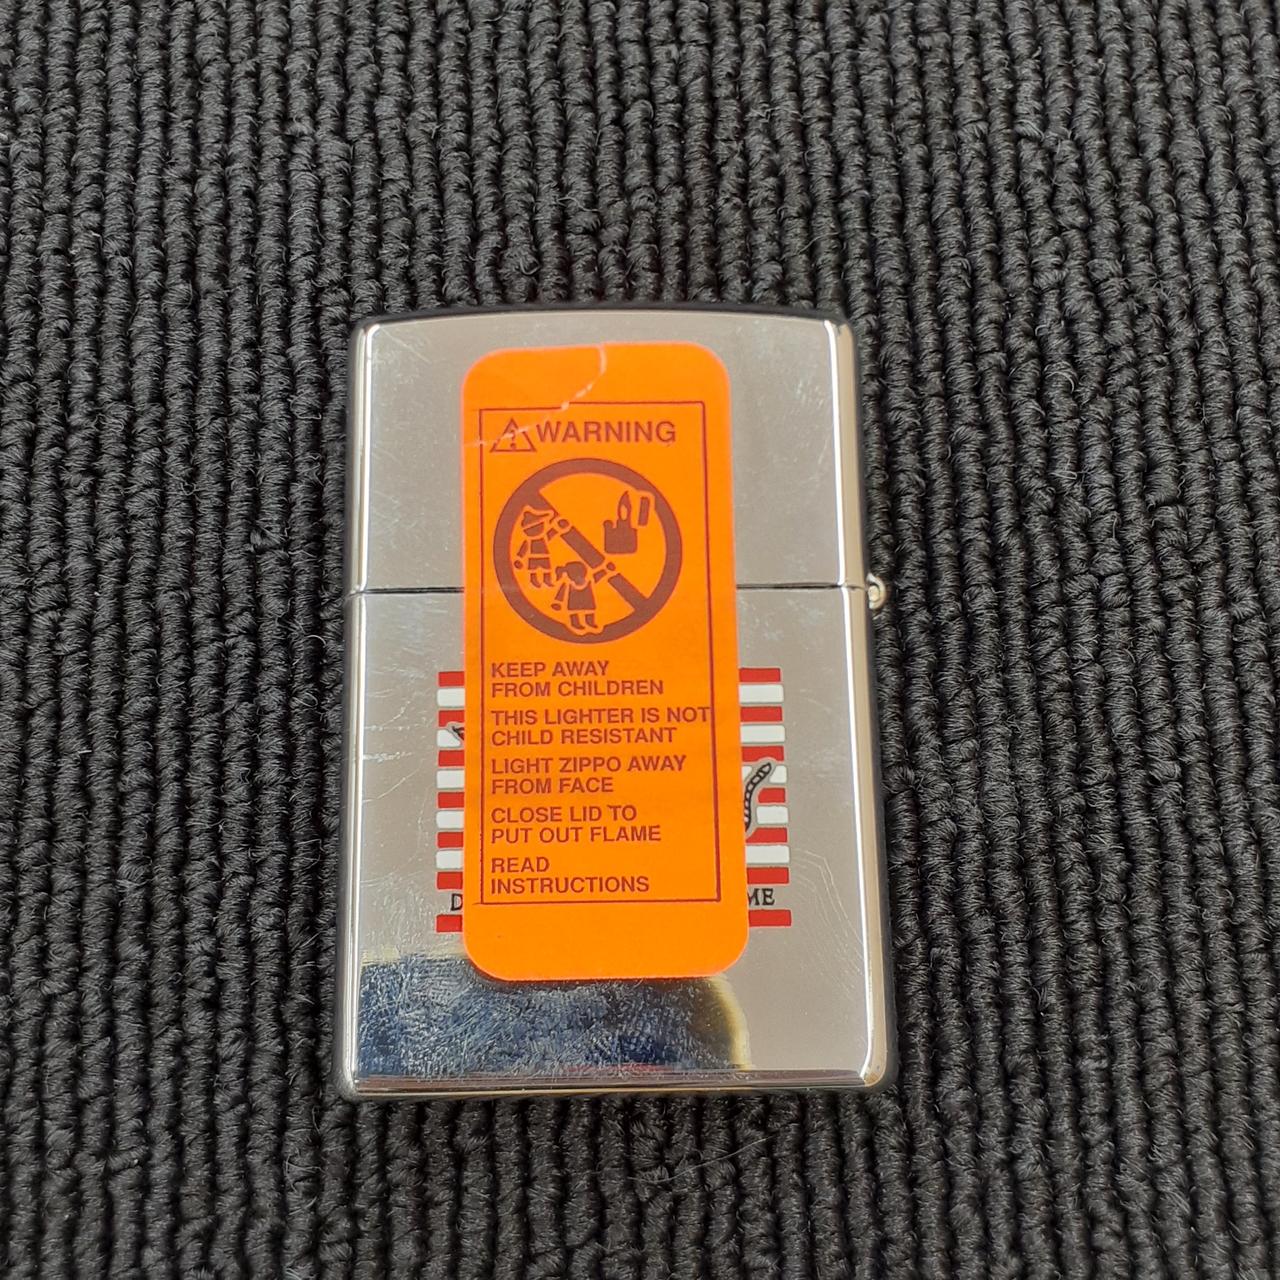 WARNING
KEEP AWAY
FROM CHILDREN
THIS LIGHTER IS NOT
CHILD RESISTANT
LIGHT ZIPPO AWAY
FROM FACE
CLOSE LID TO
PUT OUT FLAME
READ
INSTRUCTIONS
D ME